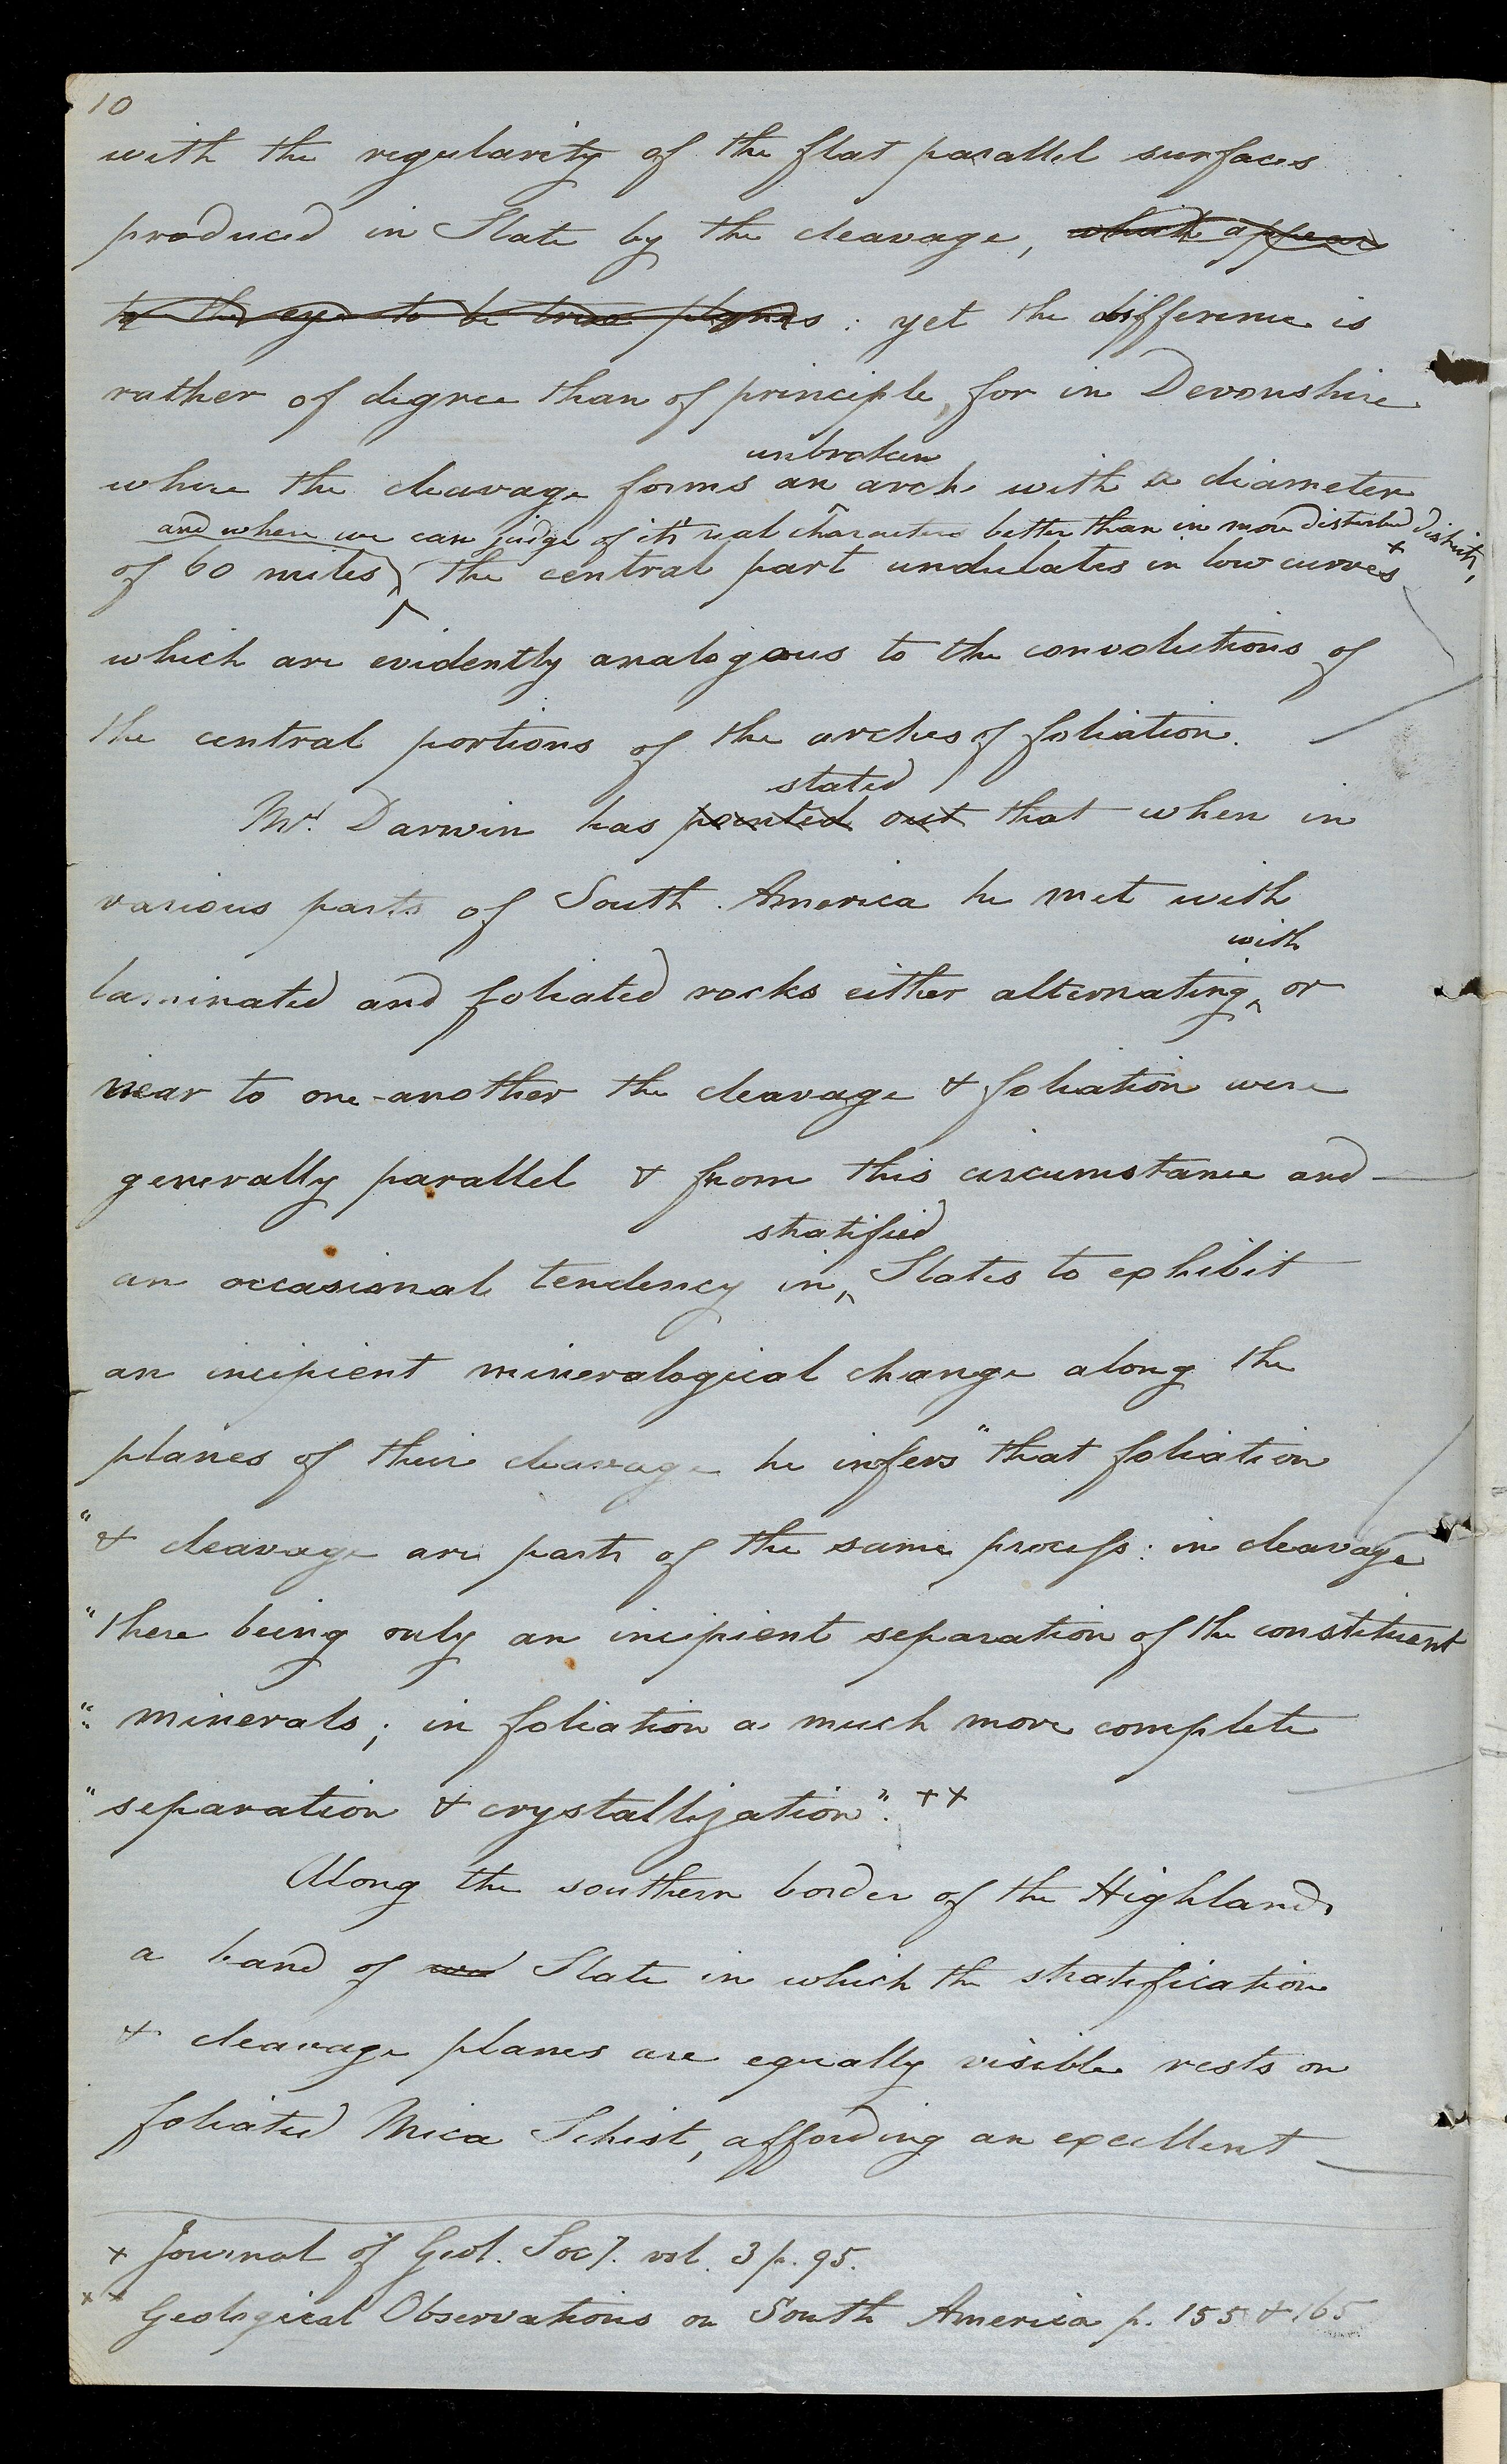 10
with the regularity of the flat parallel surfaces
produced in Slate by the cleavage, which appear
to the eye to be true planes : yet the difference is
rather of degree than of principle, for in Devonshire
unbroken
where the cleavage forms an arch with a diameter
and where we can judge of it's real characters better than in more disturbed districts,
of 60 miles, the central part undulates in low curves +
which are evidently analogous to the convolutions of
the central portions of the arches of foliation.
stated
Mr. Darwin has pointed out that when in
various parts of South America he met with
with
laminated and foliated rocks either alternating ^ or
near to one-another the cleavage & foliation were
generally parallel & from this circumstance and
stratified
an occasional tendency in ^ Slates to exhibit
an incipient mineralogical change along the
planes of their cleavage he infers "that foliation
"& cleavage are parts of the same process: in cleavage
"there being only an incipient separation of the constituent
"minerals; in foliation a much more complete
"separation & crystallization". ++
Along the southern border of the Highlands
a band of Slate in which the stratification
& cleavage planes are equally visible rests on
foliated Mica Schist, affording an excellent
+ Journal of Geol. Socy. vol. 3 p. 95.
++ Geological Observations on South America p. 155 & 165